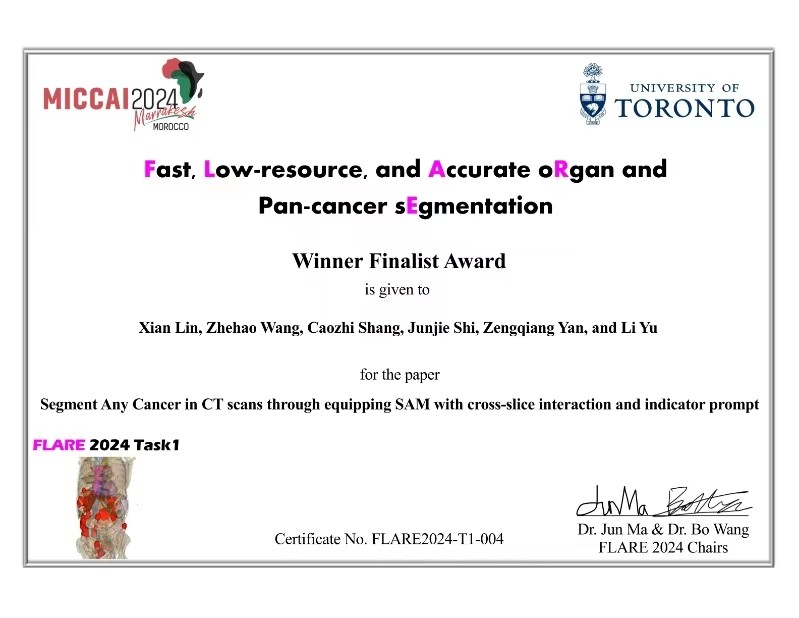 MICCAI2024
Marrakesh
MOROCCO
UNIVERSITY OF
TORONTO
Fast, Low-resource, and Accurate oRgan and
Pan-cancer sEgmentation
Winner Finalist Award
is given to
Xian Lin, Zhehao Wang, Caozhi Shang, Junjie Shi, Zengqiang Yan, and Li Yu
for the paper
Segment Any Cancer in CT scans through equipping SAM with cross-slice interaction and indicator prompt
FLARE 2024 Task1
Certificate No. FLARE2024-T1-004
JunMa
Dr. Jun Ma & Dr. Bo Wang
FLARE 2024 Chairs